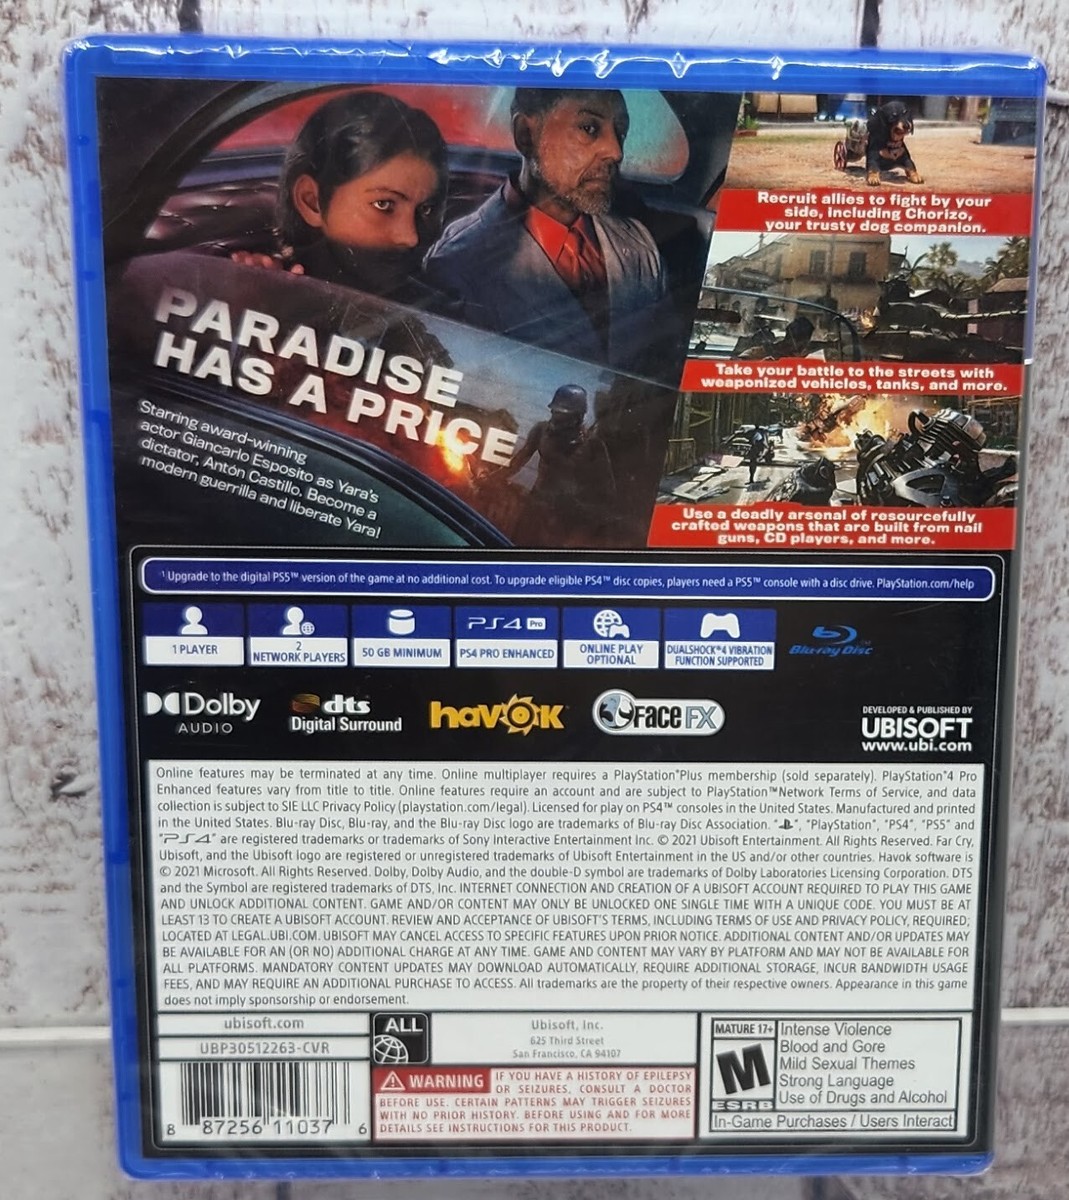 PARADISE
HAS A PRICE
Starring award-winning
actor Giancarlo Esposito as Yara's
dictator, Antón Castillo. Become a
modern guerrilla and liberate Yara!
Recruit allies to fight by your
side, including Chorizo,
your trusty dog companion.
Take your battle to the streets with
weaponized vehicles, tanks, and more.
Use a deadly arsenal of resourcefully
crafted weapons that are built from nail
guns, CD players, and more.
¹ Upgrade to the digital PS5™ version of the game at no additional cost. To upgrade eligible PS4™ disc copies, players need a PS5™ console with a disc drive. PlayStation.com/help
1 PLAYER
2
NETWORK PLAYERS
50 GB MINIMUM
PS4 Pro
PS4 PRO ENHANCED
ONLINE PLAY
OPTIONAL
DUALSHOCK®4 VIBRATION
FUNCTION SUPPORTED
Blu-ray Disc™
Dolby
AUDIO
dts
Digital Surround
havok
FACE FX
DEVELOPED & PUBLISHED BY
UBISOFT
www.ubi.com
Online features may be terminated at any time. Online multiplayer requires a PlayStation®Plus membership (sold separately). PlayStation®4 Pro
Enhanced features vary from title to title. Online features require an account and are subject to PlayStation™Network Terms of Service, and data
collection is subject to SIE LLC Privacy Policy (playstation.com/legal). Licensed for play on PS4™ consoles in the United States. Manufactured and printed
in the United States. Blu-ray Disc, Blu-ray, and the Blu-ray Disc logo are trademarks of Blu-ray Disc Association. "", "PlayStation", "PS4", "PS5" and
"PS4" are registered trademarks or trademarks of Sony Interactive Entertainment Inc. © 2021 Ubisoft Entertainment. All Rights Reserved. Far Cry,
Ubisoft, and the Ubisoft logo are registered or unregistered trademarks of Ubisoft Entertainment in the US and/or other countries. Havok software is
© 2021 Microsoft. All Rights Reserved. Dolby, Dolby Audio, and the double-D symbol are trademarks of Dolby Laboratories Licensing Corporation. DTS
and the Symbol are registered trademarks of DTS, Inc. INTERNET CONNECTION AND CREATION OF A UBISOFT ACCOUNT REQUIRED TO PLAY THIS GAME
AND UNLOCK ADDITIONAL CONTENT. GAME AND/OR CONTENT MAY ONLY BE UNLOCKED ONE SINGLE TIME WITH A UNIQUE CODE. YOU MUST BE AT
LEAST 13 TO CREATE A UBISOFT ACCOUNT. REVIEW AND ACCEPTANCE OF UBISOFT'S TERMS, INCLUDING TERMS OF USE AND PRIVACY POLICY, REQUIRED;
LOCATED AT LEGAL.UBI.COM. UBISOFT MAY CANCEL ACCESS TO SPECIFIC FEATURES UPON PRIOR NOTICE. ADDITIONAL CONTENT AND/OR UPDATES MAY
BE AVAILABLE FOR AN (OR NO) ADDITIONAL CHARGE AT ANY TIME. GAME AND CONTENT MAY VARY BY PLATFORM AND MAY NOT BE AVAILABLE FOR
ALL PLATFORMS. MANDATORY CONTENT UPDATES MAY DOWNLOAD AUTOMATICALLY, REQUIRE ADDITIONAL STORAGE, INCUR BANDWIDTH USAGE
FEES, AND MAY REQUIRE AN ADDITIONAL PURCHASE TO ACCESS. All trademarks are the property of their respective owners. Appearance in this game
does not imply sponsorship or endorsement.
ubisoft.com
UBP30512263-CVR
8 87256 11037 6
ALL
Ubisoft, Inc.
625 Third Street
San Francisco, CA 94107
WARNING IF YOU HAVE A HISTORY OF EPILEPSY
OR SEIZURES, CONSULT A DOCTOR
BEFORE USE. CERTAIN PATTERNS MAY TRIGGER SEIZURES
WITH NO PRIOR HISTORY. BEFORE USING AND FOR MORE
DETAILS SEE INSTRUCTIONS FOR THIS PRODUCT.
MATURE 17+
M
ESRB
Intense Violence
Blood and Gore
Mild Sexual Themes
Strong Language
Use of Drugs and Alcohol
In-Game Purchases / Users Interact